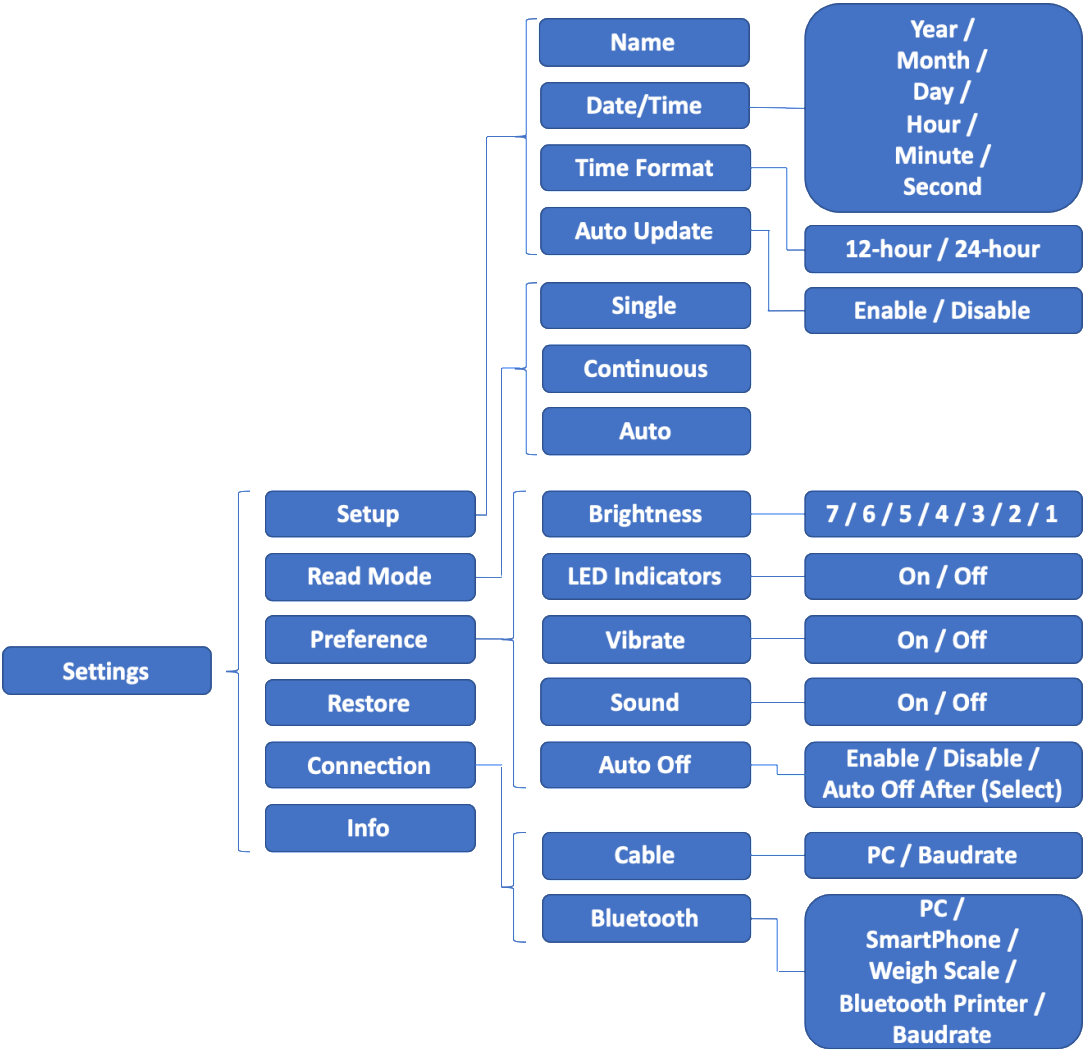 Settings
Setup
Read Mode
Preference
Restore
Connection
Info
Name
Date/Time
Time Format
Auto Update
Year /
Month /
Day /
Hour /
Minute /
Second
12-hour / 24-hour
Enable / Disable
Single
Continuous
Auto
Brightness
7 / 6 / 5 / 4 / 3 / 2 / 1
LED Indicators
On / Off
Vibrate
On / Off
Sound
On / Off
Auto Off
Enable / Disable /
Auto Off After (Select)
Cable
PC / Baudrate
Bluetooth
PC /
SmartPhone /
Weigh Scale /
Bluetooth Printer /
Baudrate